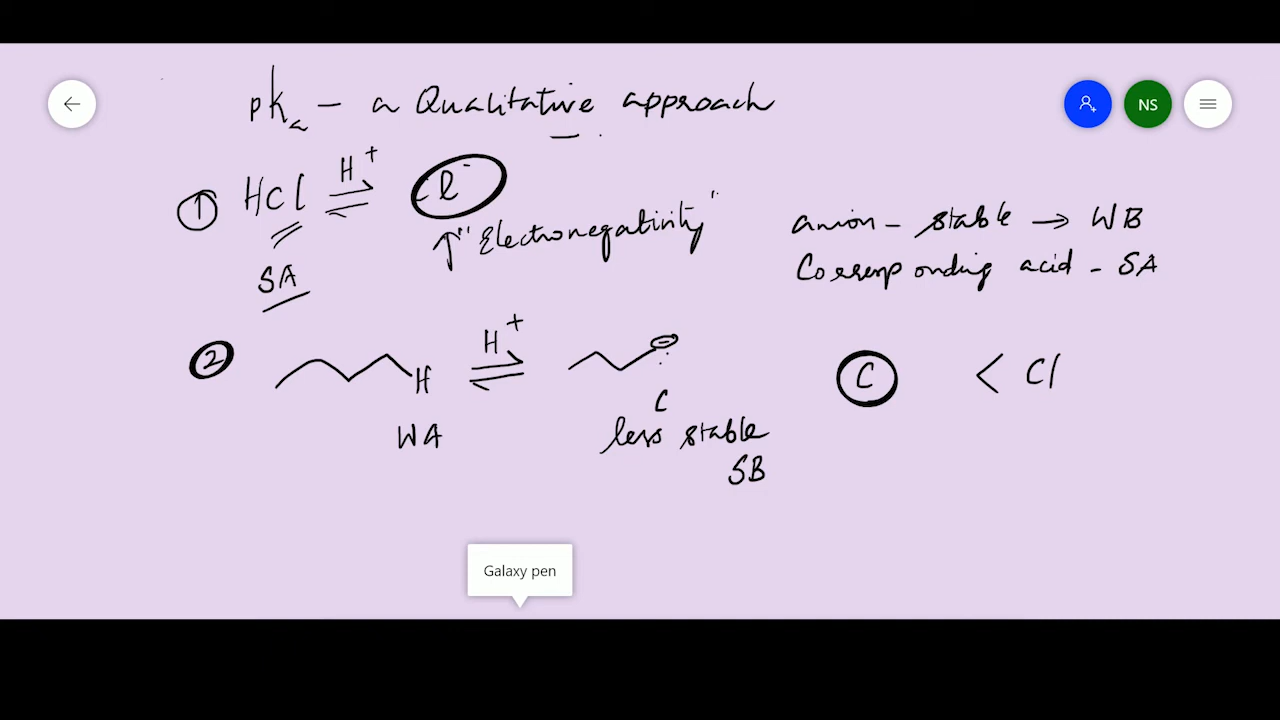 pKa – a Qualitative approach
NS
① HCl ⇌ H+ Cl-
SA
↑ "Electronegativity"
anion – stable → WB
Corresponding acid – SA
② H ⇌ H+ ⊖
WA
C
less stable
SB
C < Cl
Galaxy pen